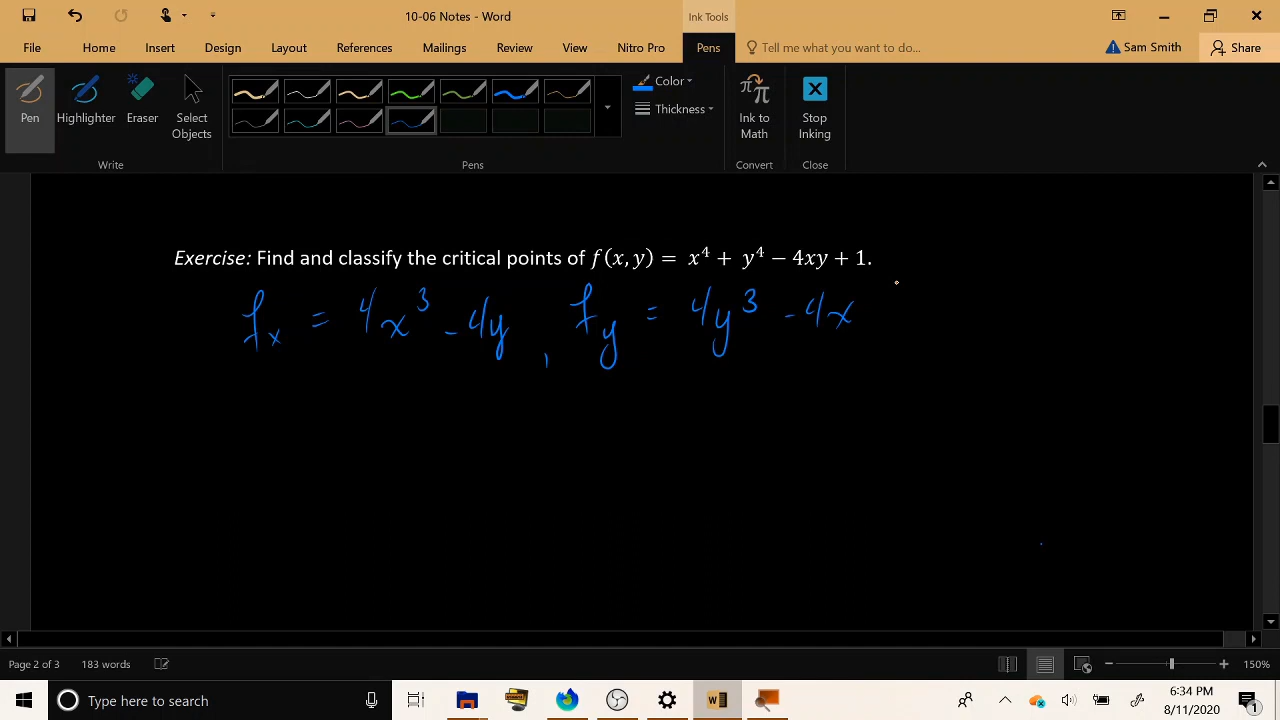 10-06 Notes - Word
Ink Tools
File Home Insert Design Layout References Mailings Review View Nitro Pro Pens Tell me what you want to do... Sam Smith Share
Pen Highlighter Eraser Select Objects Color Thickness Ink to Math Stop Inking
Write Pens Convert Close
Exercise: Find and classify the critical points of f(x, y) = x⁴ + y⁴ − 4xy + 1.
fₓ = 4x³ - 4y , f_y = 4y³ - 4x
Page 2 of 3 183 words 150%
Type here to search
6:34 PM
8/11/2020
1